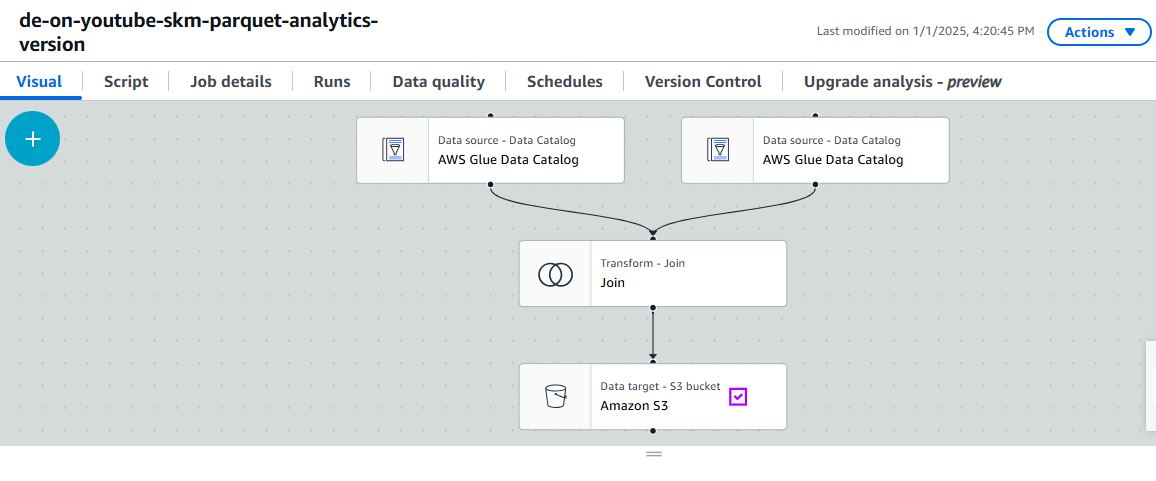 de-on-youtube-skm-parquet-analytics-
version
Last modified on 1/1/2025, 4:20:45 PM
Actions
Visual
Script
Job details
Runs
Data quality
Schedules
Version Control
Upgrade analysis - preview
Data source - Data Catalog
AWS Glue Data Catalog
Data source - Data Catalog
AWS Glue Data Catalog
Transform - Join
Join
Data target - S3 bucket
Amazon S3